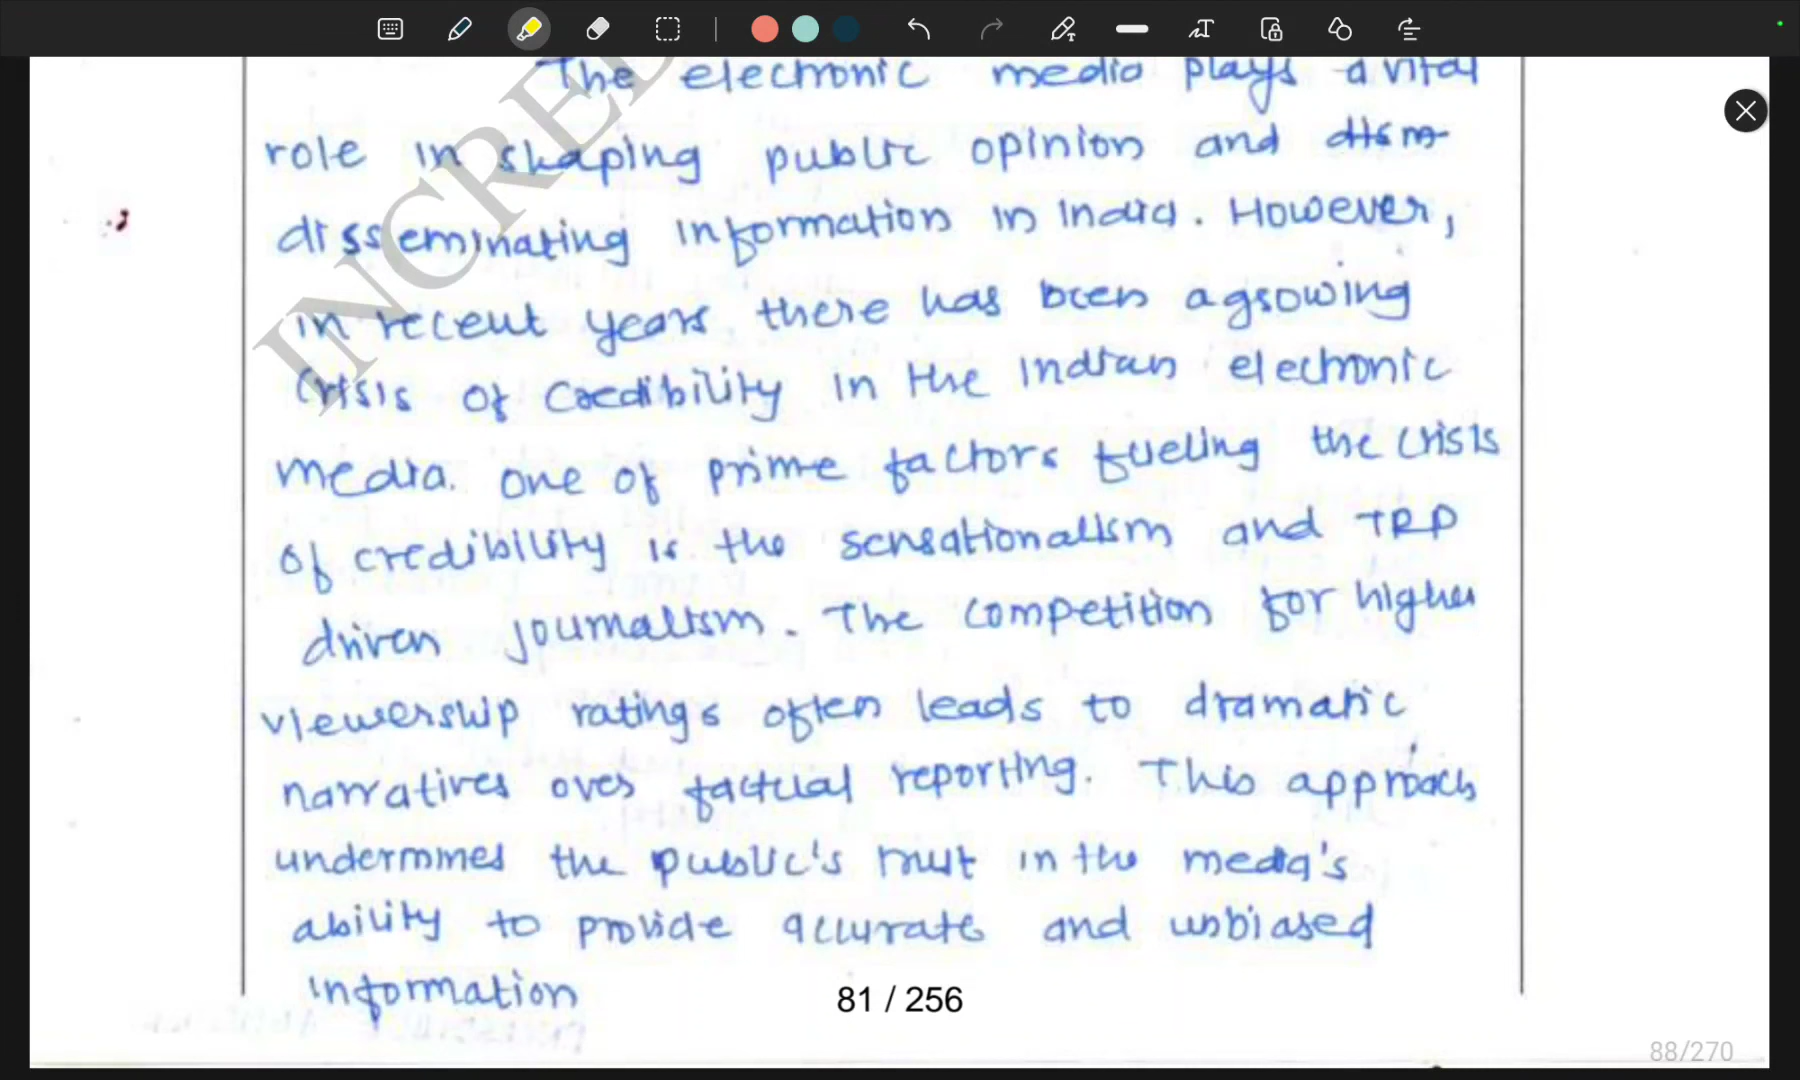 The electronic media plays a vital
role in shaping public opinion and dism
disseminating information in India. However,
in recent years there has been a growing
crisis of credibility in the Indian electronic
media. One of prime factors fueling the crisis
of credibility is the sensationalism and TRP
driven journalism. The competition for higher
viewership ratings often leads to dramatic
narratives over factual reporting. This approach
undermines the public's trust in the media's
ability to provide accurate and unbiased
information
81 / 256
88/270
INCRE